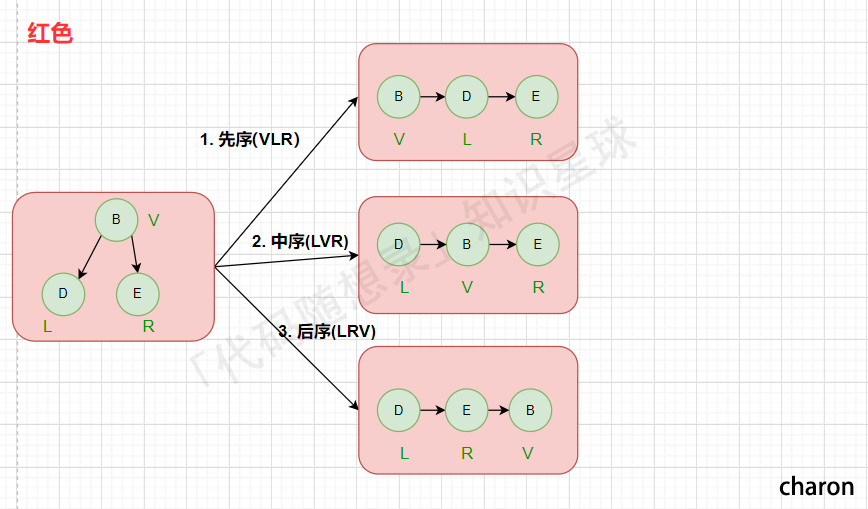 红色
B V
D E
L R
1. 先序(VLR)
B D E
V L R
2. 中序(LVR)
D B E
L V R
3. 后序(LRV)
D E B
L R V
「代码随想录」知识星球
charon